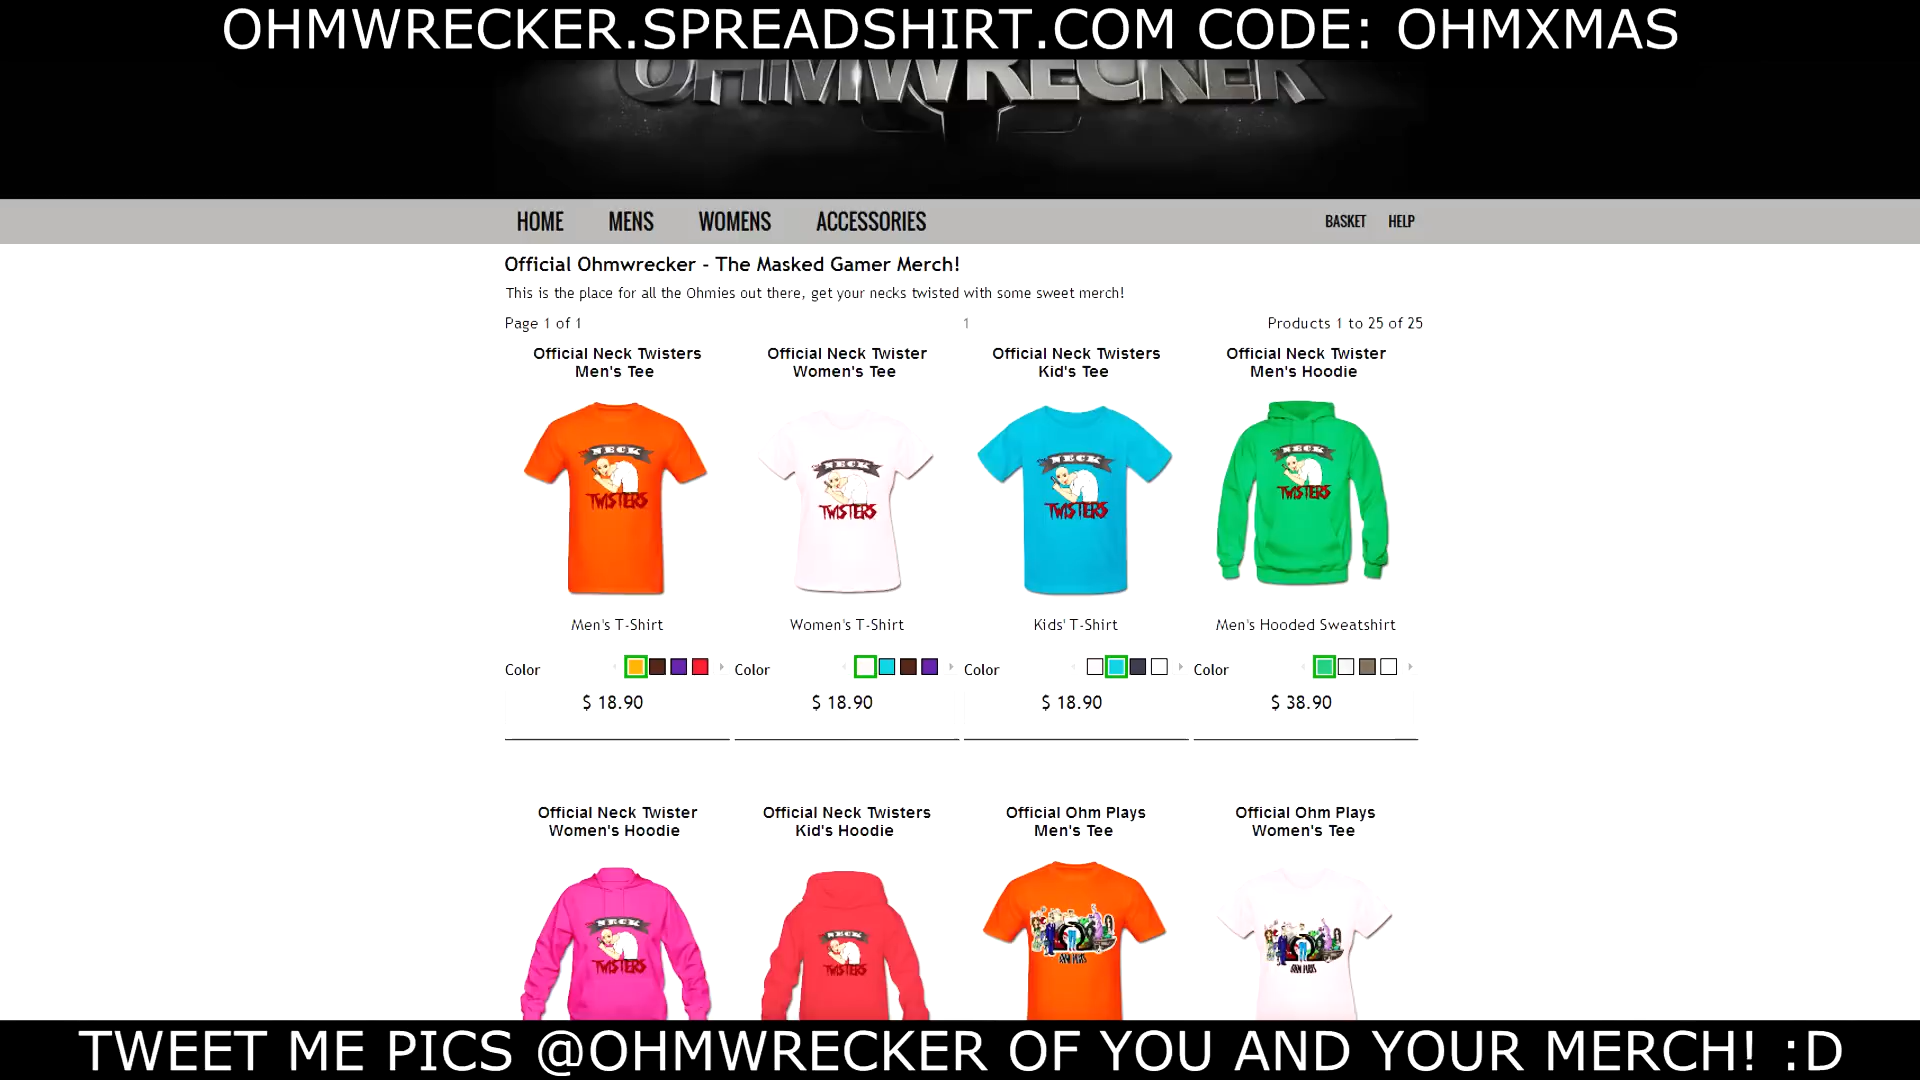 OHMWRECKER.SPREADSHIRT.COM CODE: OHMXMAS
OHMWRECKER
HOME MENS WOMENS ACCESSORIES BASKET HELP
Official Ohmwrecker - The Masked Gamer Merch!
This is the place for all the Ohmies out there, get your necks twisted with some sweet merch!
Page 1 of 1 1 Products 1 to 25 of 25
Official Neck Twisters
Men's Tee
Official Neck Twister
Women's Tee
Official Neck Twisters
Kid's Tee
Official Neck Twister
Men's Hoodie
NECK
TWISTERS
NECK
TWISTERS
NECK
TWISTERS
NECK
TWISTERS
Men's T-Shirt
Women's T-Shirt
Kids' T-Shirt
Men's Hooded Sweatshirt
Color
Color
Color
Color
$ 18.90
$ 18.90
$ 18.90
$ 38.90
Official Neck Twister
Women's Hoodie
Official Neck Twisters
Kid's Hoodie
Official Ohm Plays
Men's Tee
Official Ohm Plays
Women's Tee
NECK
TWISTERS
NECK
TWISTERS
OHM PLAYS
OHM PLAYS
TWEET ME PICS @OHMWRECKER OF YOU AND YOUR MERCH! :D